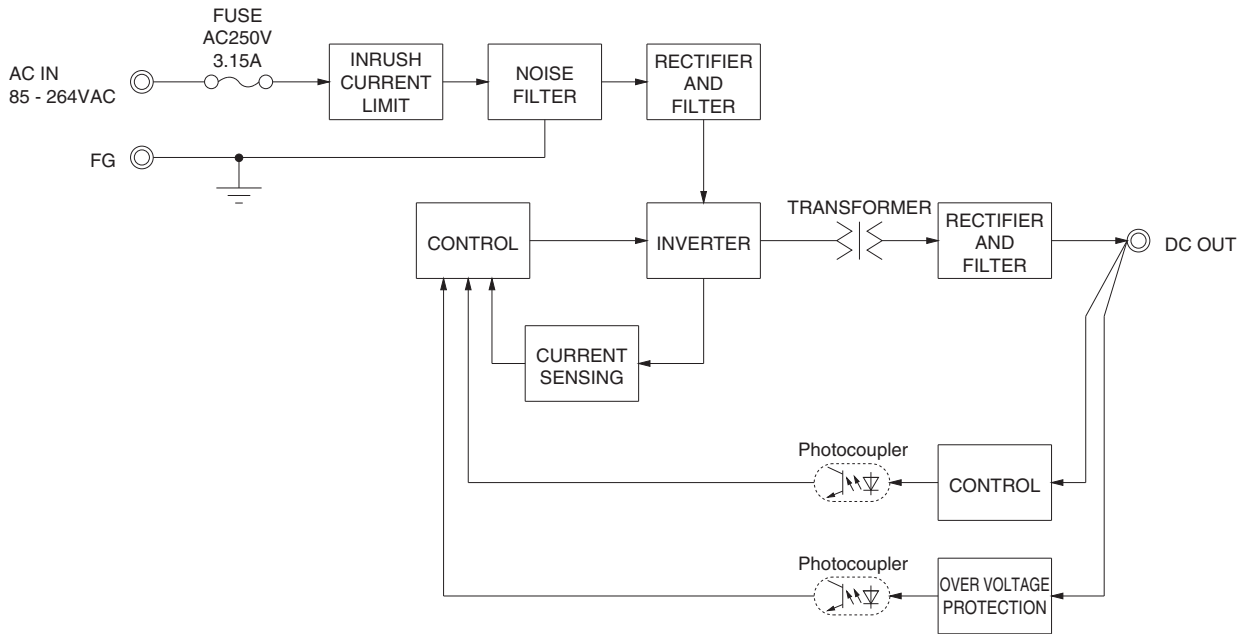 FUSE
AC250V
3.15A
AC IN
85 - 264VAC
INRUSH
CURRENT
LIMIT
NOISE
FILTER
RECTIFIER
AND
FILTER
FG
CONTROL
INVERTER
TRANSFORMER
RECTIFIER
AND
FILTER
DC OUT
CURRENT
SENSING
Photocoupler
CONTROL
Photocoupler
OVER VOLTAGE
PROTECTION